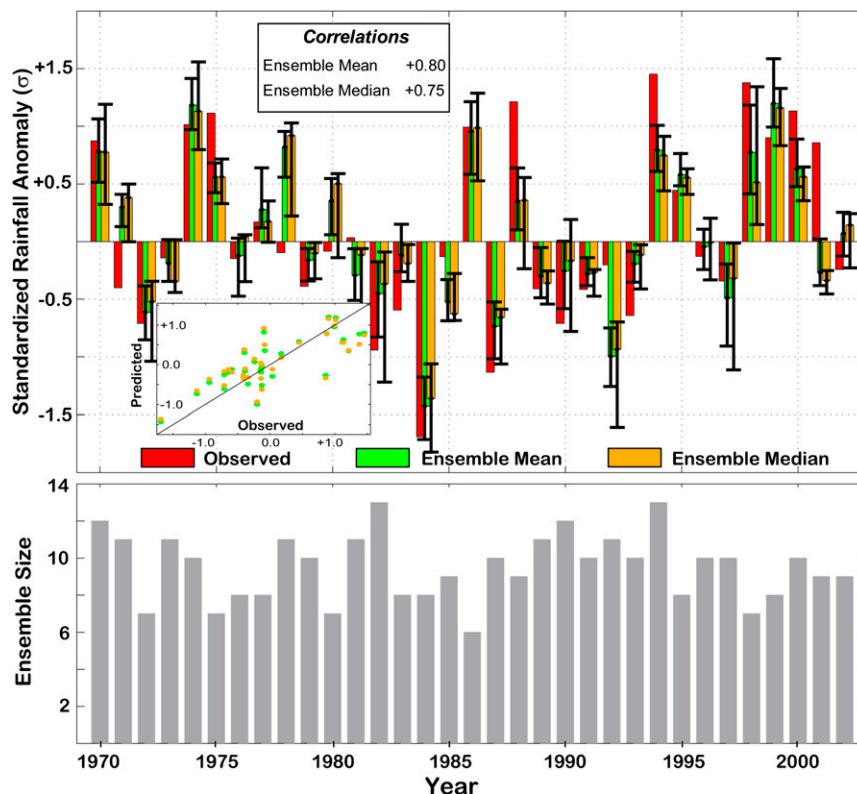 Correlations
Ensemble Mean +0.80
Ensemble Median +0.75
Standardized Rainfall Anomaly (σ)
+1.5
+0.5
-0.5
-1.5
Predicted
+1.0
0.0
-1.0
-1.0 0.0 +1.0
Observed
Observed Ensemble Mean Ensemble Median
Ensemble Size
14
10
6
2
1970 1975 1980 1985 1990 1995 2000
Year